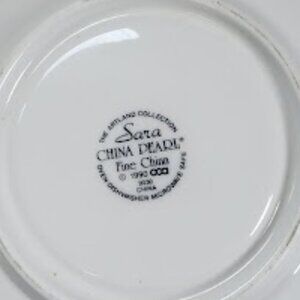 THE ARTLAND COLLECTION
Sara
CHINA PEARL®
Fine China
© 1990
CHINA
OVEN DISHWASHER MICROWAVE SAFE